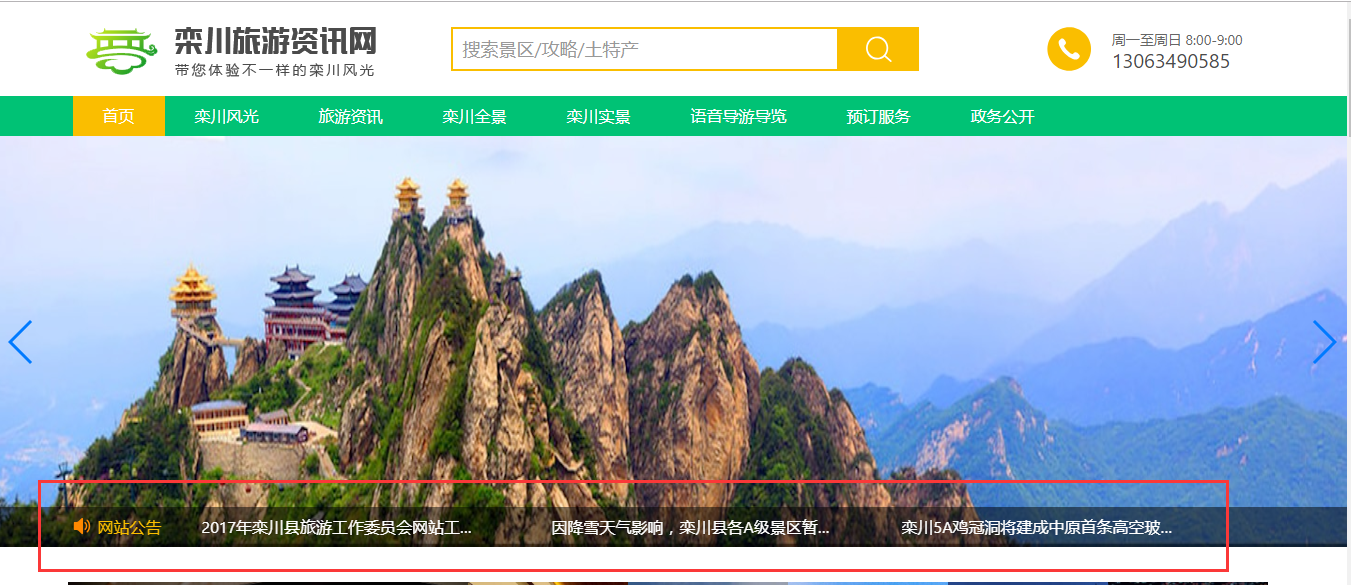 栾川旅游资讯网
带您体验不一样的栾川风光
搜索景区/攻略/土特产
周一至周日 8:00-9:00
13063490585
首页 栾川风光 旅游资讯 栾川全景 栾川实景 语音导游导览 预订服务 政务公开
网站公告 2017年栾川县旅游工作委员会网站工... 因降雪天气影响，栾川县各A级景区暂... 栾川5A鸡冠洞将建成中原首条高空玻...